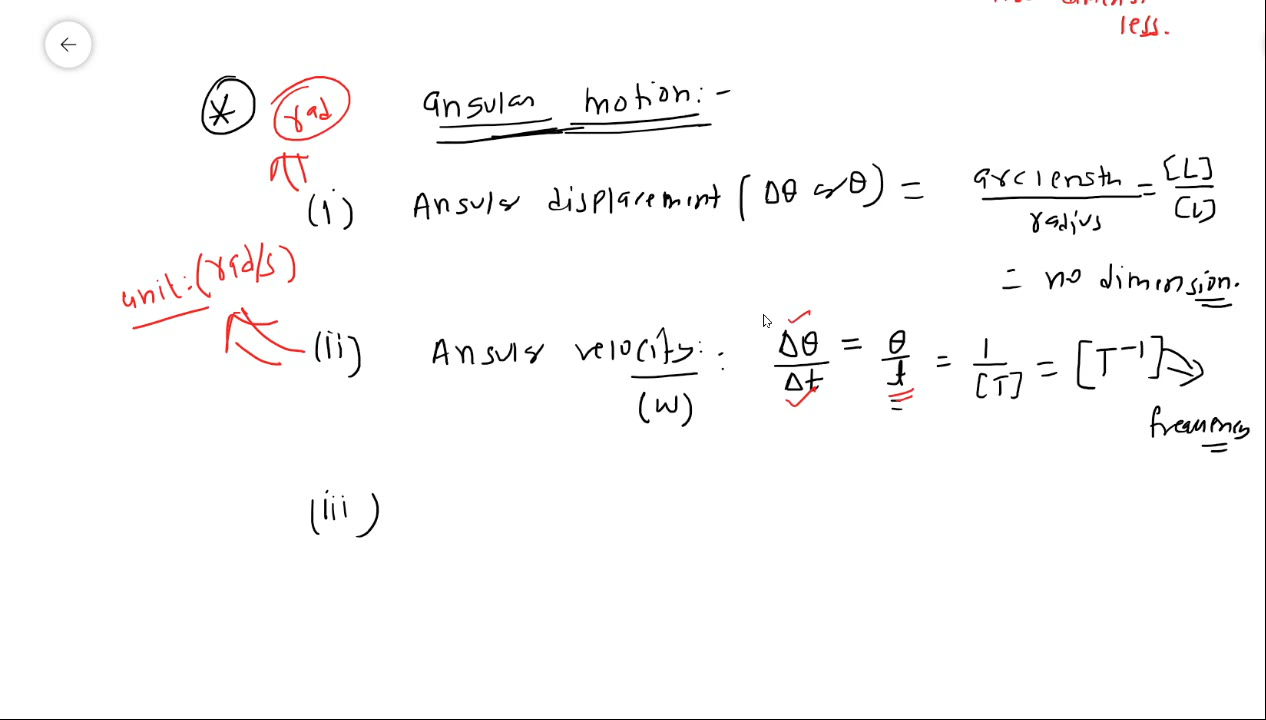 less.
* rad angular motion:-
(i) Angular displacement (Δθ or θ) = arc length / radius = [L] / [L]
= no dimension.
unit:(rad/s)
(ii) Angular velocity: (W) : Δθ / Δt = θ / t = 1 / [T] = [T⁻¹]
frequency
(iii)